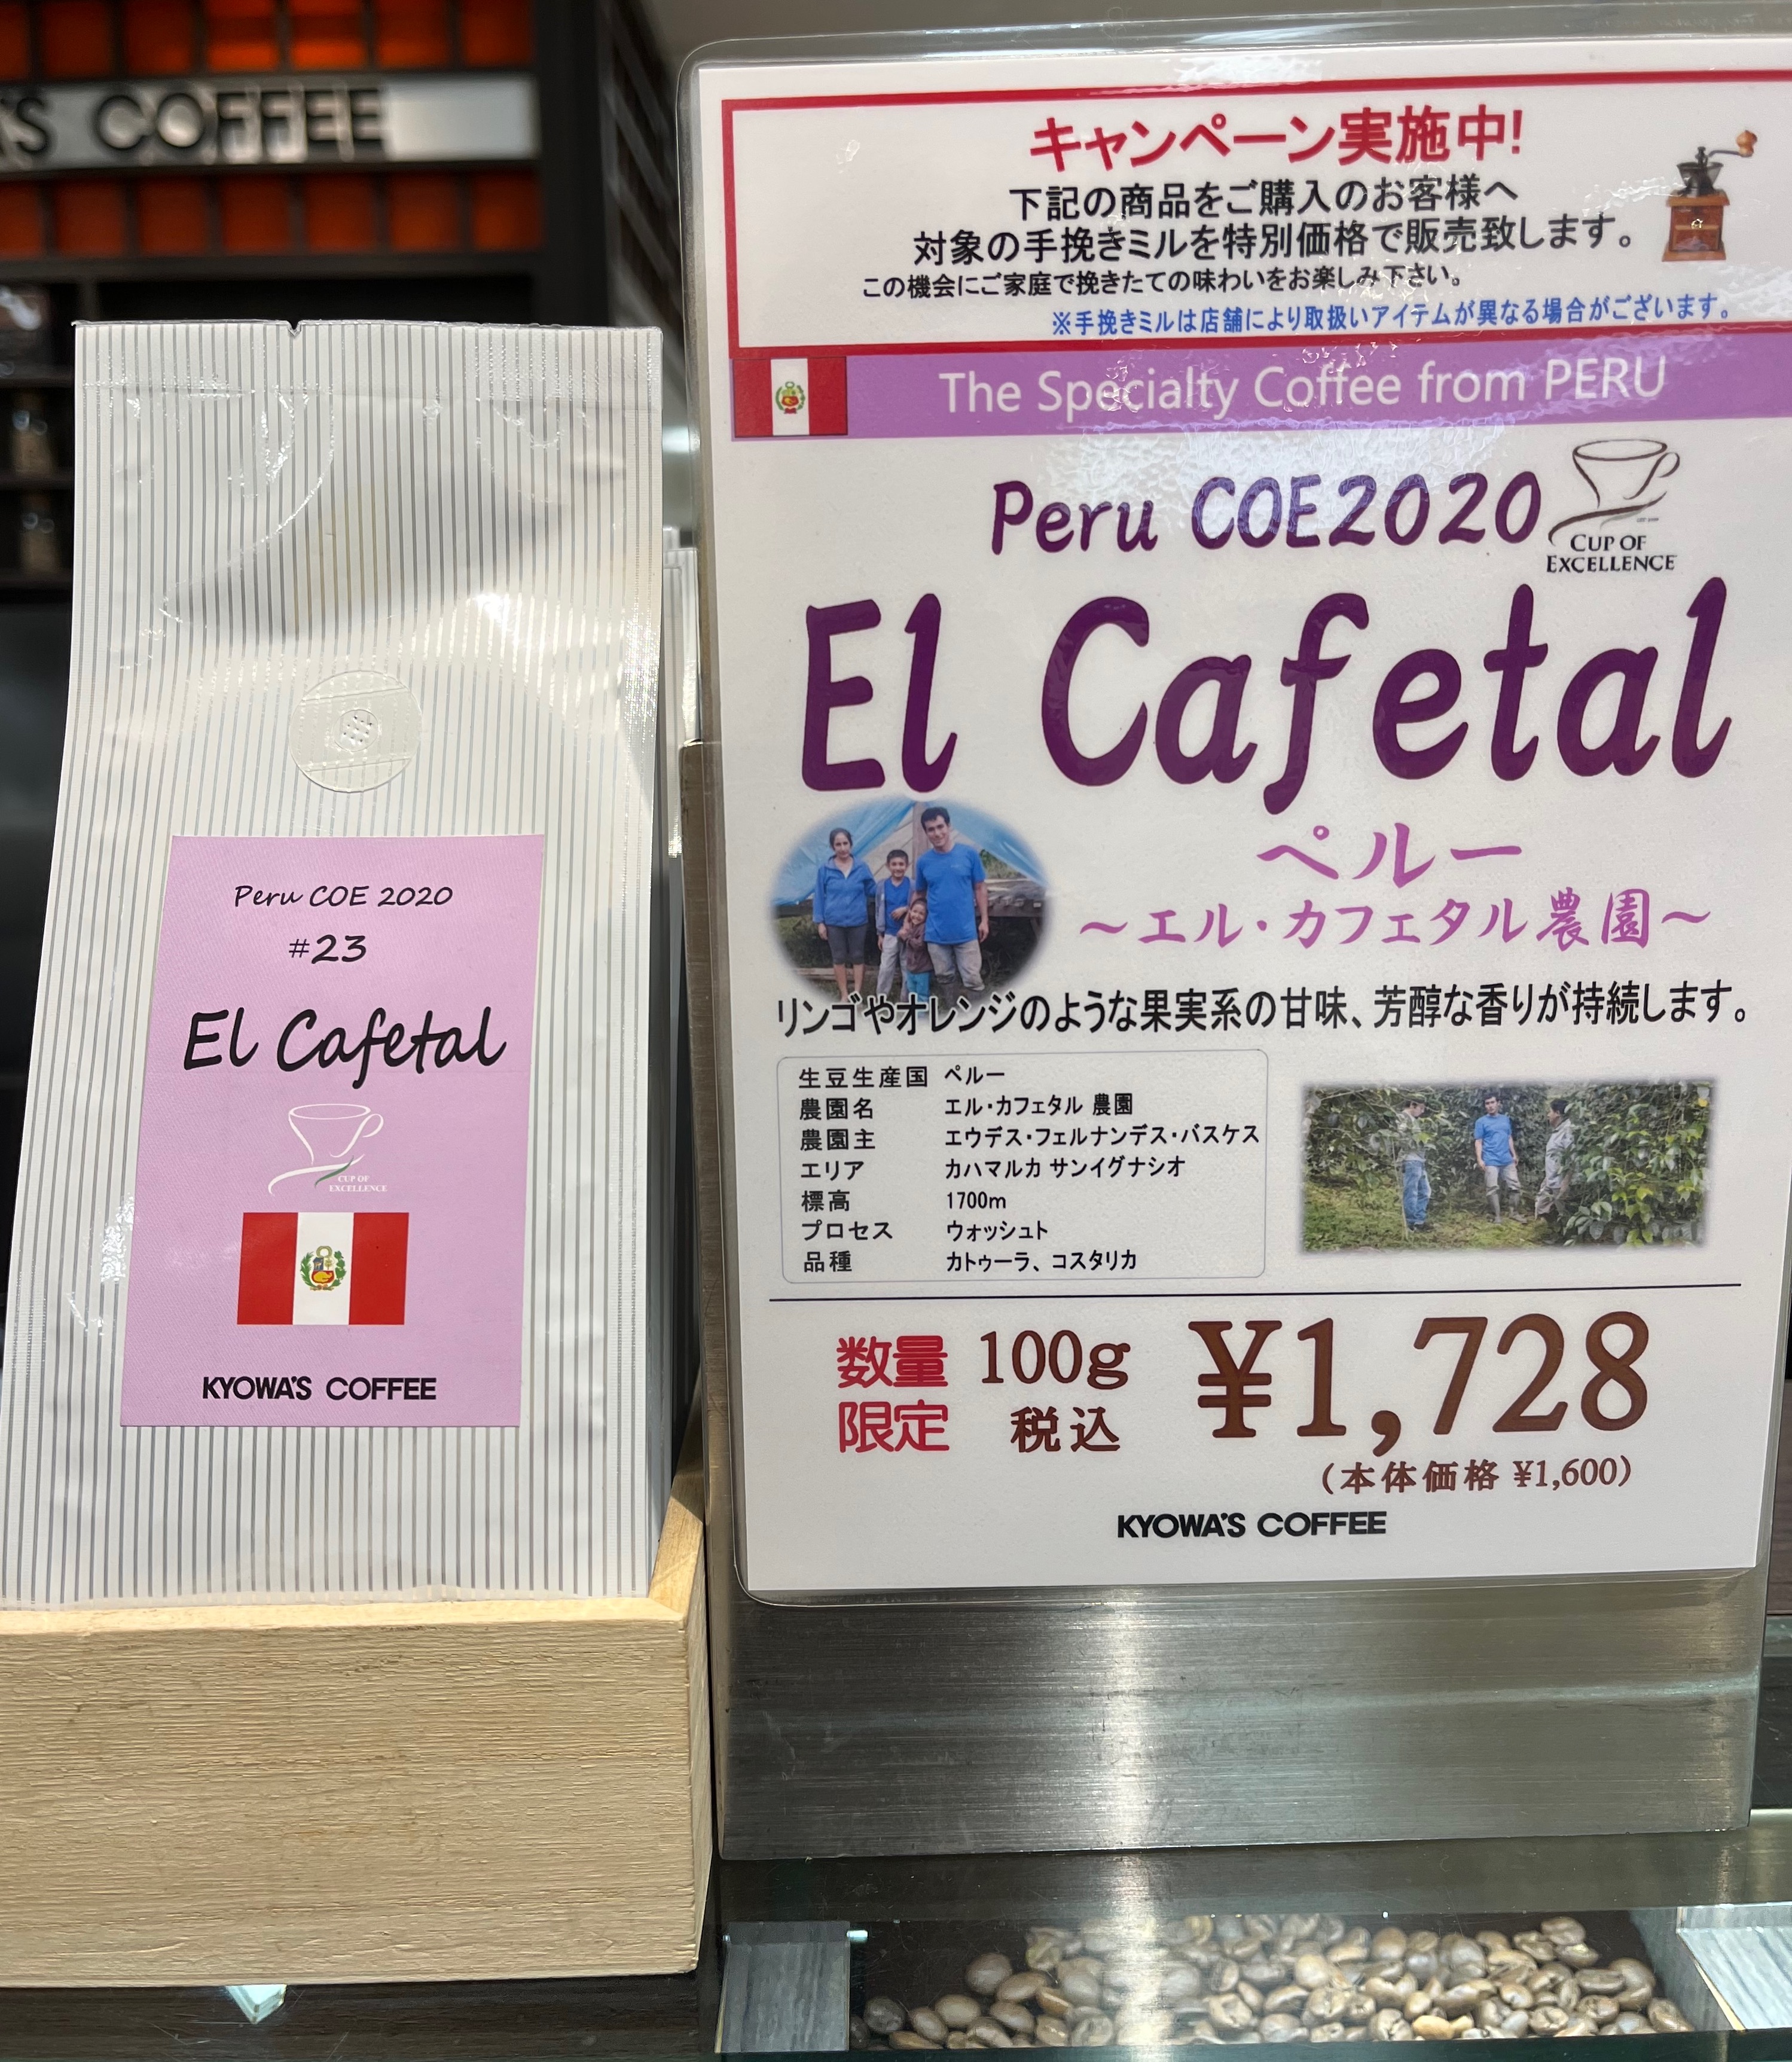 'S COFFEE
Peru COE 2020
#23
El Cafetal
CUP OF
EXCELLENCE
KYOWA'S COFFEE
キャンペーン実施中!
下記の商品をご購入のお客様へ
対象の手挽きミルを特別価格で販売致します。
この機会にご家庭で挽きたての味わいをお楽しみ下さい。
※手挽きミルは店舗により取扱いアイテムが異なる場合がございます。
The Specialty Coffee from PERU
Peru COE2020
CUP OF
EXCELLENCE
El Cafetal
ペルー
～エル・カフェタル農園～
リンゴやオレンジのような果実系の甘味、芳醇な香りが持続します。
生豆生産国 ペルー
農園名 エル・カフェタル 農園
農園主 エウデス・フェルナンデス・バスケス
エリア カハマルカ サンイグナシオ
標高 1700m
プロセス ウォッシュト
品種 カトゥーラ、コスタリカ
数量限定 100g 税込 ¥1,728
(本体価格 ¥1,600)
KYOWA'S COFFEE